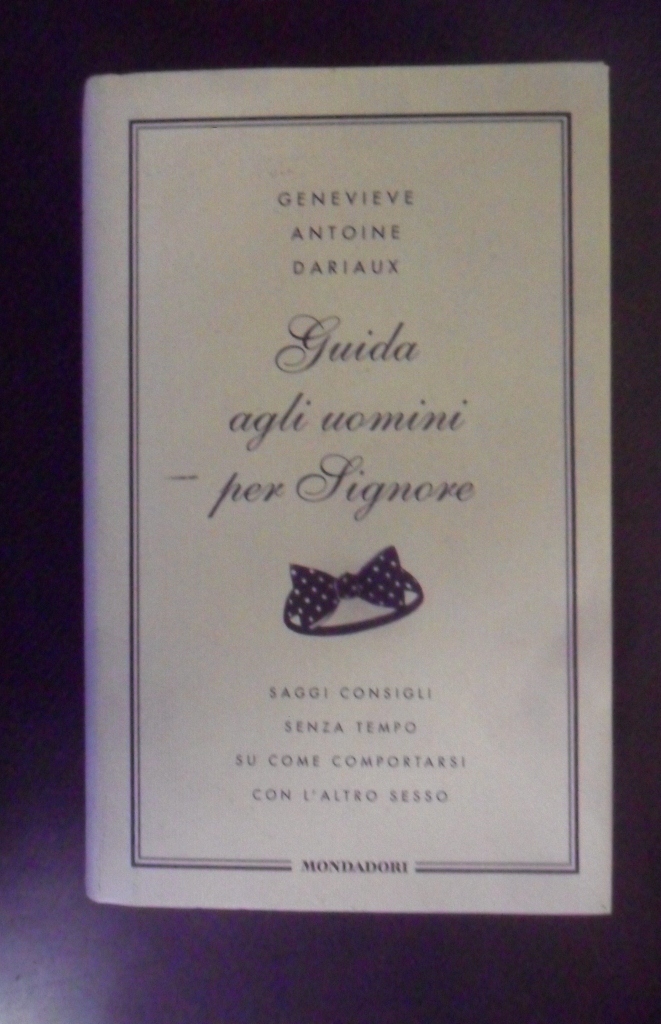 GENEVIEVE
ANTOINE
DARIAUX
Guida
agli uomini
per Signore
SAGGI CONSIGLI
SENZA TEMPO
SU COME COMPORTARSI
CON L'ALTRO SESSO
MONDADORI